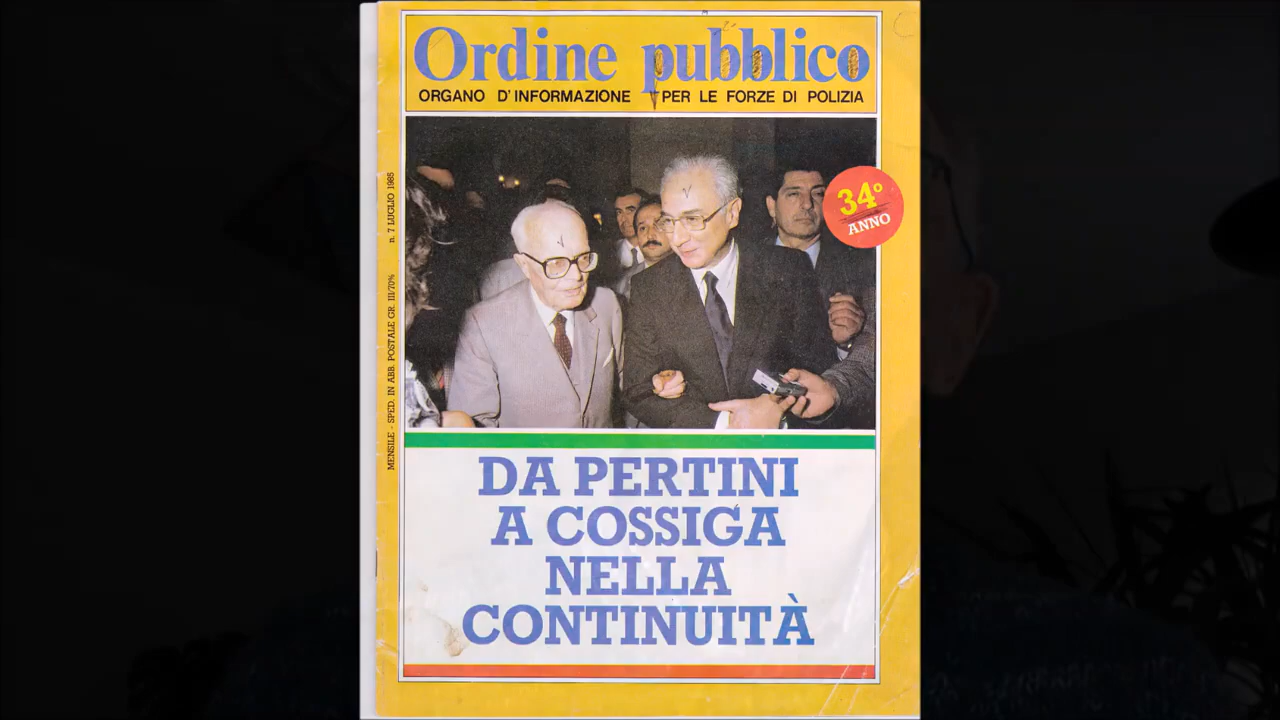 Ordine pubblico
ORGANO D'INFORMAZIONE PER LE FORZE DI POLIZIA
n. 7 LUGLIO 1985
MENSILE - SPED. IN ABB. POSTALE GR. III/70%
34º
ANNO
DA PERTINI
A COSSIGA
NELLA
CONTINUITÀ